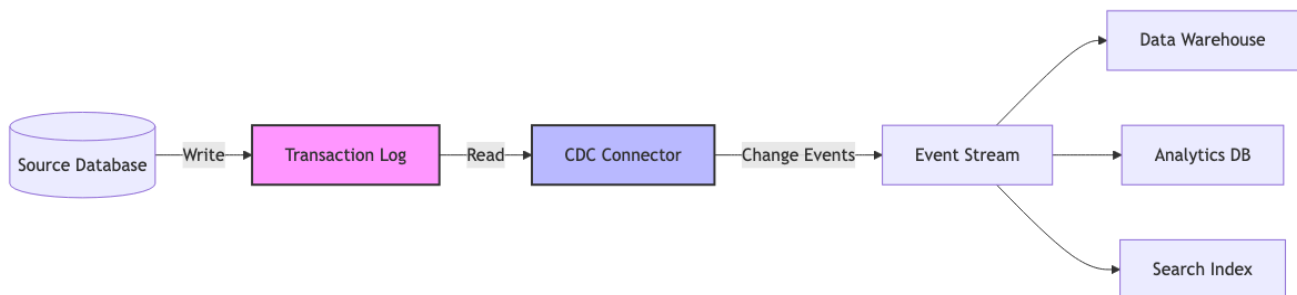 Source Database
Write
Transaction Log
Read
CDC Connector
Change Events
Event Stream
Data Warehouse
Analytics DB
Search Index